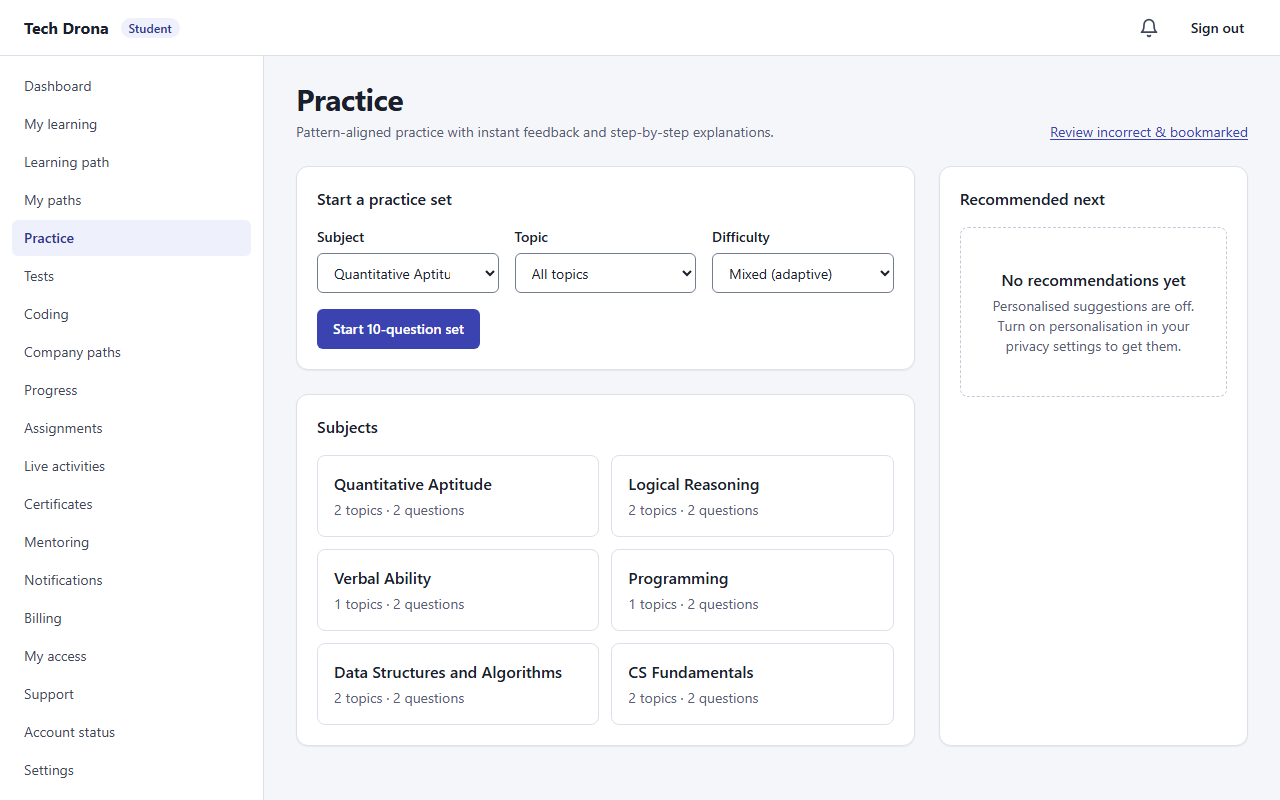 Tech Drona
Student
Sign out
Dashboard
My learning
Learning path
My paths
Practice
Tests
Coding
Company paths
Progress
Assignments
Live activities
Certificates
Mentoring
Notifications
Billing
My access
Support
Account status
Settings
Practice
Pattern-aligned practice with instant feedback and step-by-step explanations.
Review incorrect & bookmarked
Start a practice set
Subject
Topic
Difficulty
Quantitative Aptitu
All topics
Mixed (adaptive)
Start 10-question set
Subjects
Quantitative Aptitude
2 topics · 2 questions
Logical Reasoning
2 topics · 2 questions
Verbal Ability
1 topics · 2 questions
Programming
1 topics · 2 questions
Data Structures and Algorithms
2 topics · 2 questions
CS Fundamentals
2 topics · 2 questions
Recommended next
No recommendations yet
Personalised suggestions are off.
Turn on personalisation in your
privacy settings to get them.